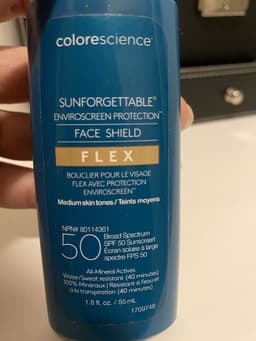 colorescience®
SUNFORGETTABLE®
ENVIROSCREEN PROTECTION™
FACE SHIELD
FLEX
BOUCLIER POUR LE VISAGE
FLEX AVEC PROTECTION
ENVIROSCREEN™
Medium skin tones / Teints moyens
NPN# 80114361
50 Broad Spectrum
SPF 50 Sunscreen
Écran solaire à large
spectre FPS 50
All-Mineral Actives
Water/Sweat resistant (40 minutes)
100% Minéraux | Résistant à l'eau et
à la transpiration (40 minutes)
1.8 fl. oz. / 55 mL
1709748